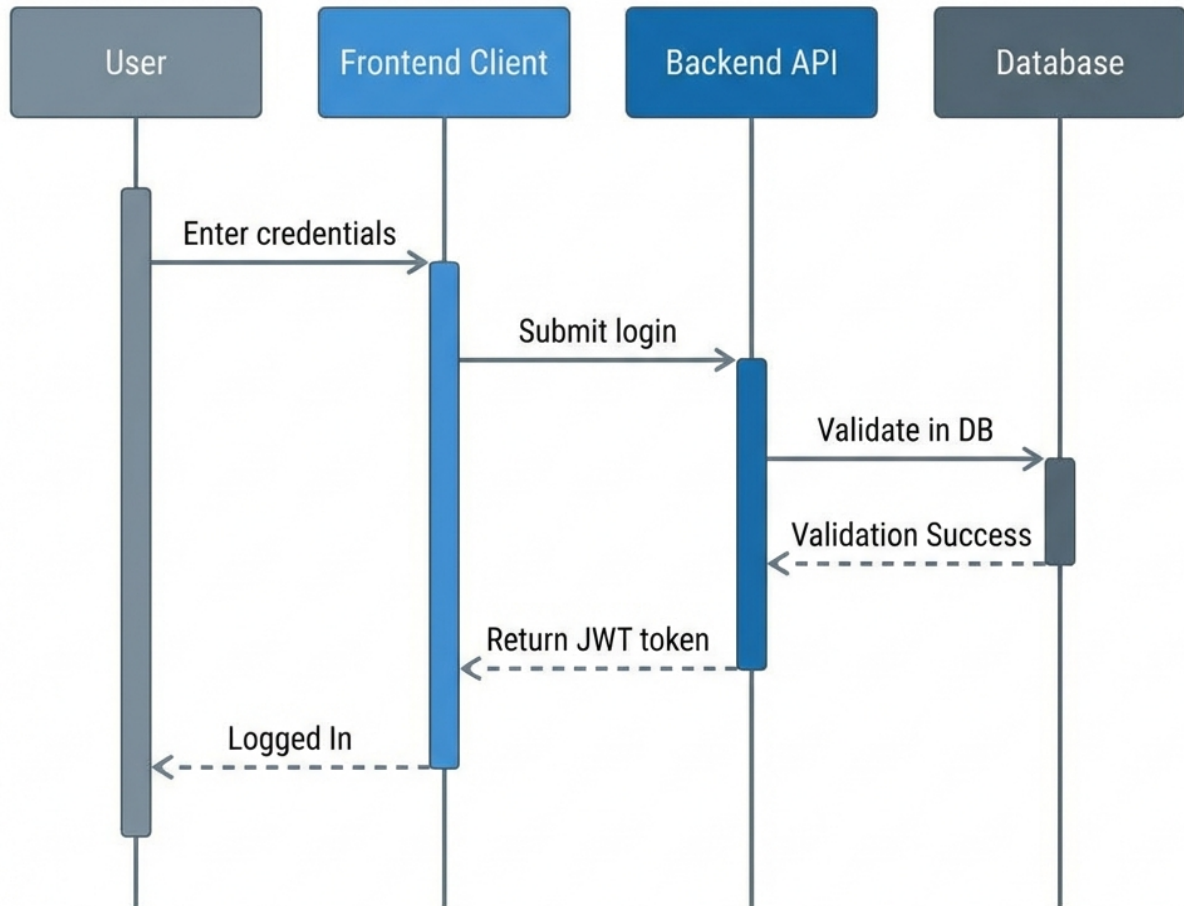 User
Frontend Client
Backend API
Database
Enter credentials
Submit login
Validate in DB
Validation Success
Return JWT token
Logged In